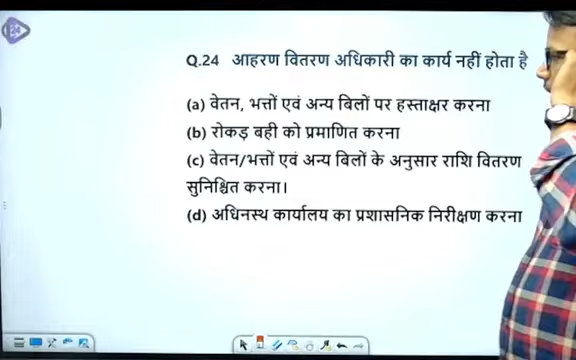 Q.24 आहरण वितरण अधिकारी का कार्य नहीं होता है
(a) वेतन, भत्तों एवं अन्य बिलों पर हस्ताक्षर करना
(b) रोकड़ बही को प्रमाणित करना
(c) वेतन/भत्तों एवं अन्य बिलों के अनुसार राशि वितरण
सुनिश्चित करना।
(d) अधिनस्थ कार्यालय का प्रशासनिक निरीक्षण करना